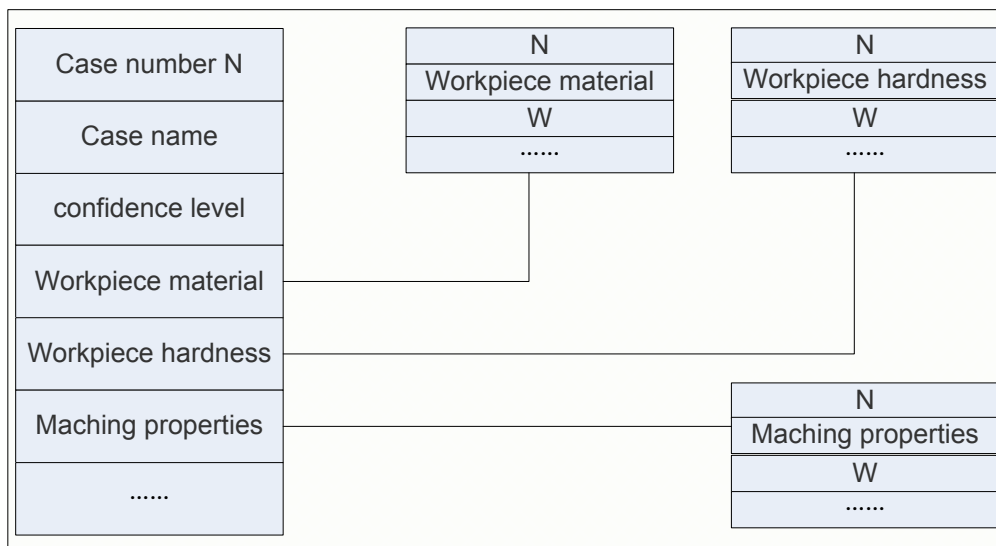 Case number N
Case name
confidence level
Workpiece material
Workpiece hardness
Maching properties
......
N
Workpiece material
W
......
N
Workpiece hardness
W
......
N
Maching properties
W
......